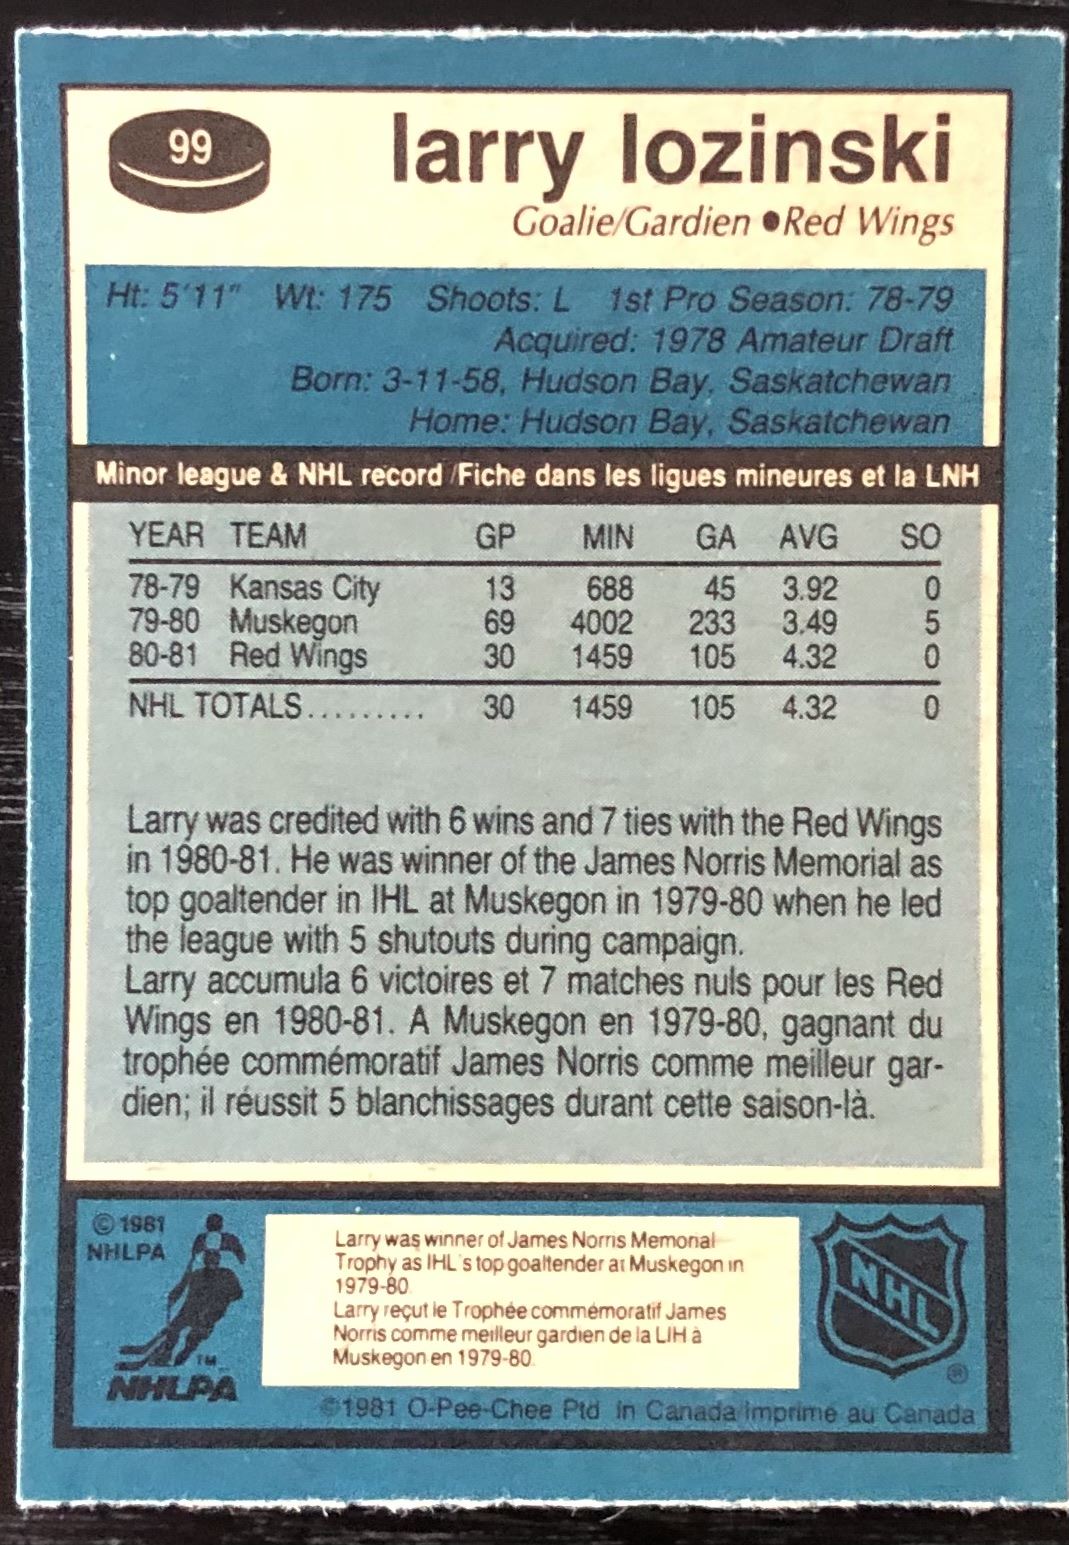 99
larry lozinski
Goalie/Gardien ● Red Wings
Ht: 5'11" Wt: 175 Shoots: L 1st Pro Season: 78-79
Acquired: 1978 Amateur Draft
Born: 3-11-58, Hudson Bay, Saskatchewan
Home: Hudson Bay, Saskatchewan
Minor league & NHL record /Fiche dans les ligues mineures et la LNH
YEAR TEAM GP MIN GA AVG SO
78-79 Kansas City 13 688 45 3.92 0
79-80 Muskegon 69 4002 233 3.49 5
80-81 Red Wings 30 1459 105 4.32 0
NHL TOTALS......... 30 1459 105 4.32 0
Larry was credited with 6 wins and 7 ties with the Red Wings
in 1980-81. He was winner of the James Norris Memorial as
top goaltender in IHL at Muskegon in 1979-80 when he led
the league with 5 shutouts during campaign.
Larry accumula 6 victoires et 7 matches nuls pour les Red
Wings en 1980-81. A Muskegon en 1979-80, gagnant du
trophée commémoratif James Norris comme meilleur gar-
dien; il réussit 5 blanchissages durant cette saison-là.
©1981
NHLPA
TM
NHLPA
Larry was winner of James Norris Memorial
Trophy as IHL's top goaltender at Muskegon in
1979-80.
Larry reçut le Trophée commémoratif James
Norris comme meilleur gardien de la LIH à
Muskegon en 1979-80.
NHL
®
©1981 O-Pee-Chee Ptd in Canada/Imprimé au Canada